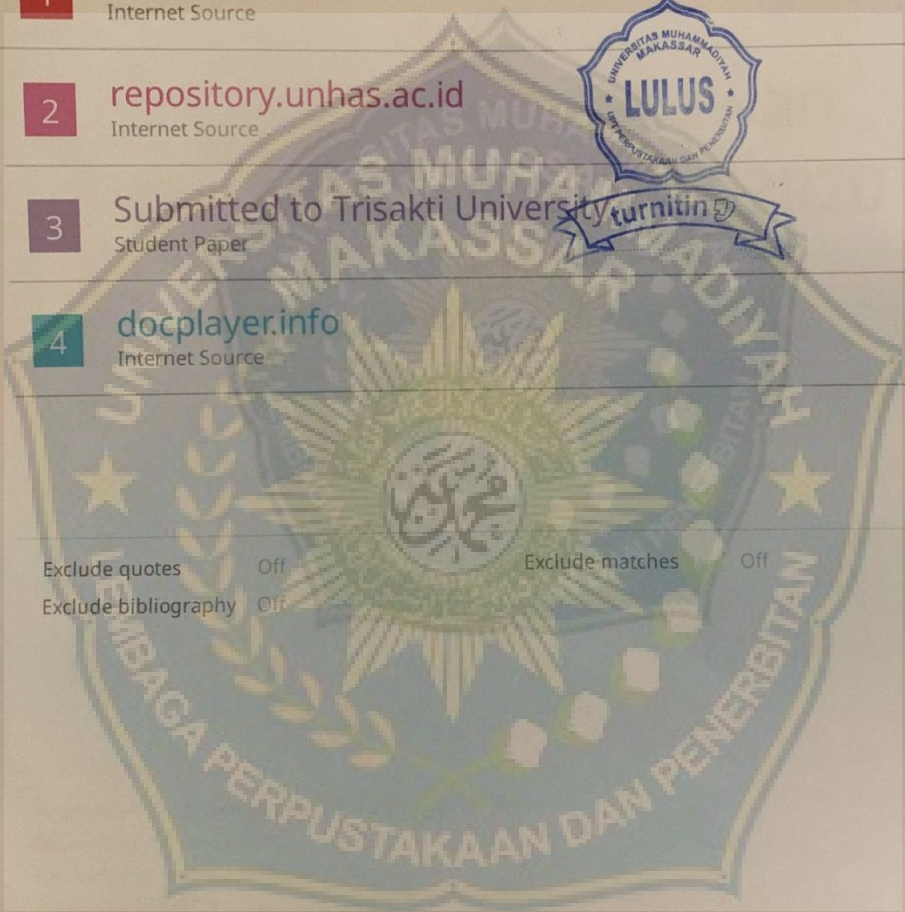 Internet Source
2
repository.unhas.ac.id
Internet Source
3
Submitted to Trisakti University
Student Paper
4
docplayer.info
Internet Source
UNIVERSITAS MUHAMMADIYAH
MAKASSAR
LULUS
UPT PERPUSTAKAAN DAN PENERBITAN
turnitin
Exclude quotes Off
Exclude matches Off
Exclude bibliography Off
UNIVERSITAS MUHAMMADIYAH
MAKASSAR
LEMBAGA PERPUSTAKAAN DAN PENERBITAN